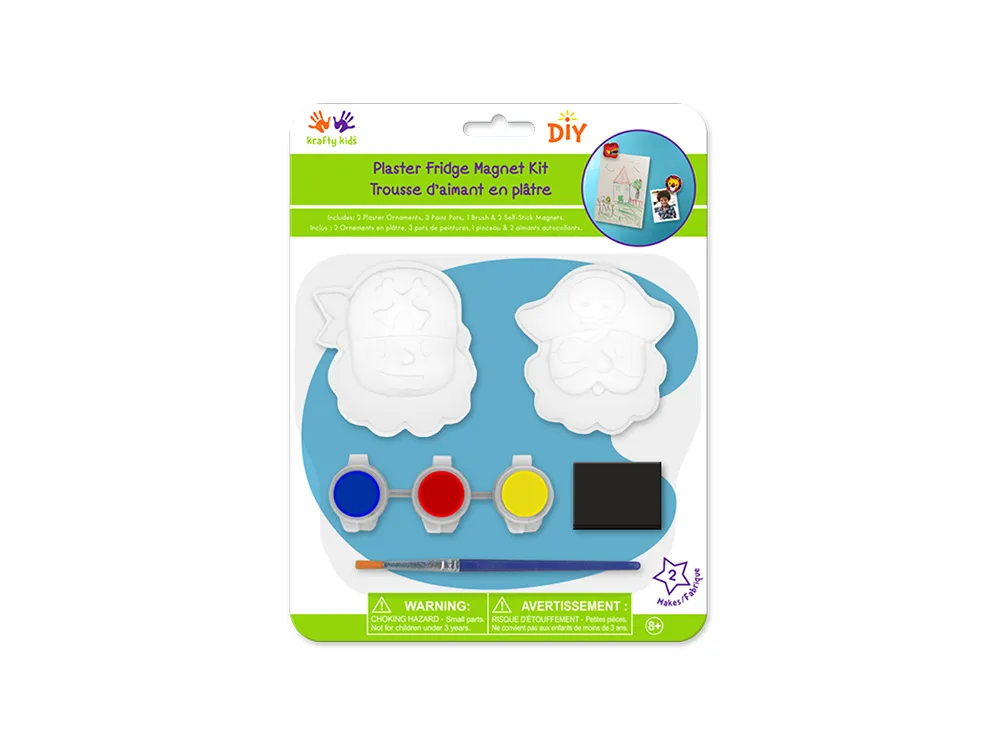 krafty kids
DiY
Plaster Fridge Magnet Kit
Trousse d'aimant en plâtre
Includes: 2 Plaster Ornaments, 3 Paint Pots, 1 Brush & 2 Self-Stick Magnets.
Inclus : 2 Ornements en plâtre, 3 pots de peintures, 1 pinceau & 2 aimants autocollants.
2
Makes/Fabrique
WARNING:
CHOKING HAZARD - Small parts.
Not for children under 3 years.
AVERTISSEMENT :
RISQUE D'ÉTOUFFEMENT - Petites pièces.
Ne convient pas aux enfants de moins de 3 ans.
8+